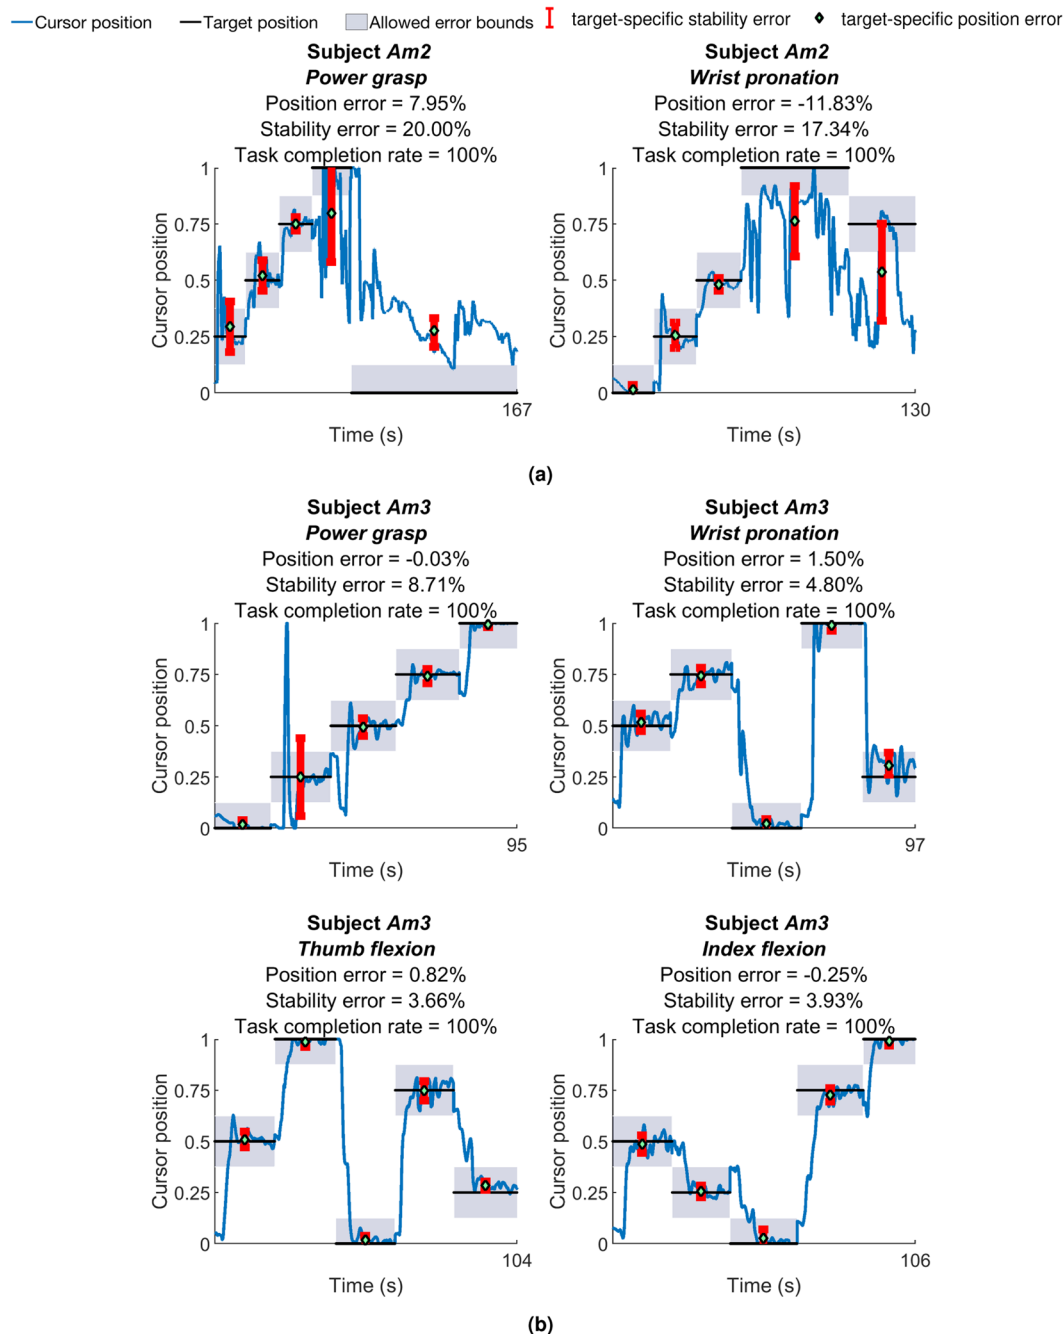 Cursor position Target position Allowed error bounds target-specific stability error target-specific position error
Subject Am2
Power grasp
Position error = 7.95%
Stability error = 20.00%
Task completion rate = 100%
1
0.75
0.5
0.25
0
Cursor position
167
Time (s)
Subject Am2
Wrist pronation
Position error = -11.83%
Stability error = 17.34%
Task completion rate = 100%
1
0.75
0.5
0.25
0
Cursor position
130
Time (s)
(a)
Subject Am3
Power grasp
Position error = -0.03%
Stability error = 8.71%
Task completion rate = 100%
1
0.75
0.5
0.25
0
Cursor position
95
Time (s)
Subject Am3
Wrist pronation
Position error = 1.50%
Stability error = 4.80%
Task completion rate = 100%
1
0.75
0.5
0.25
0
Cursor position
97
Time (s)
Subject Am3
Thumb flexion
Position error = 0.82%
Stability error = 3.66%
Task completion rate = 100%
1
0.75
0.5
0.25
0
Cursor position
104
Time (s)
Subject Am3
Index flexion
Position error = -0.25%
Stability error = 3.93%
Task completion rate = 100%
1
0.75
0.5
0.25
0
Cursor position
106
Time (s)
(b)